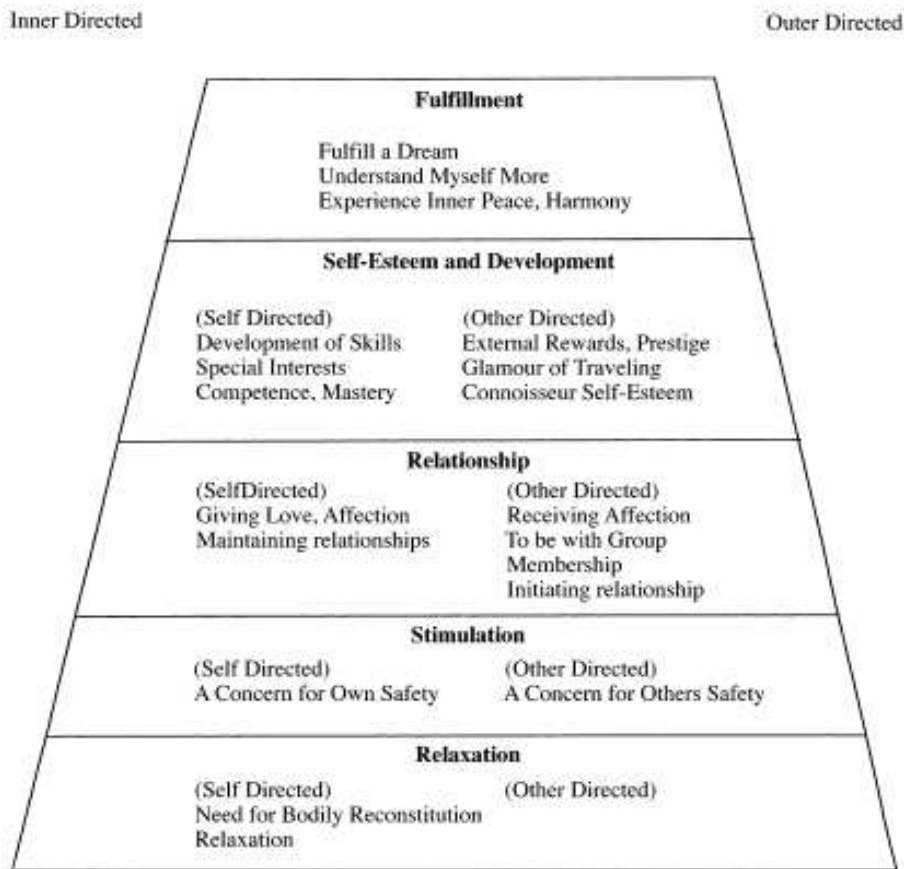 Inner Directed
Outer Directed
Fulfillment
Fulfill a Dream
Understand Myself More
Experience Inner Peace, Harmony
Self-Esteem and Development
(Self Directed)
Development of Skills
Special Interests
Competence, Mastery
(Other Directed)
External Rewards, Prestige
Glamour of Traveling
Connoisseur Self-Esteem
Relationship
(SelfDirected)
Giving Love, Affection
Maintaining relationships
(Other Directed)
Receiving Affection
To be with Group
Membership
Initiating relationship
Stimulation
(Self Directed)
A Concern for Own Safety
(Other Directed)
A Concern for Others Safety
Relaxation
(Self Directed)
Need for Bodily Reconstitution
Relaxation
(Other Directed)